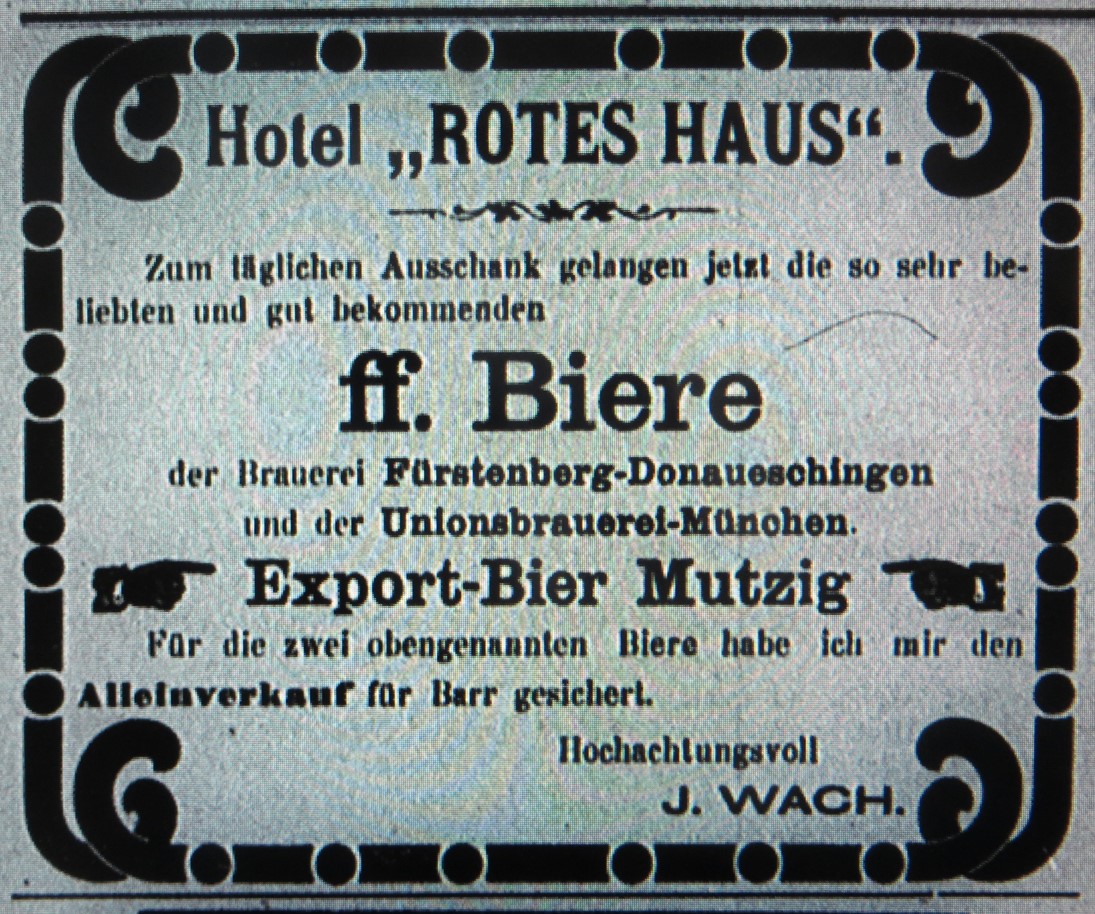 Hotel „ROTES HAUS“.
Zum täglichen Ausschank gelangen jetzt die so sehr be-
liebten und gut bekommenden
ff. Biere
der Brauerei Fürstenberg-Donaueschingen
und der Unionsbrauerei-München.
Export-Bier Mutzig
Für die zwei obengenannten Biere habe ich mir den
Alleinverkauf für Barr gesichert.
Hochachtungsvoll
J. WACH.